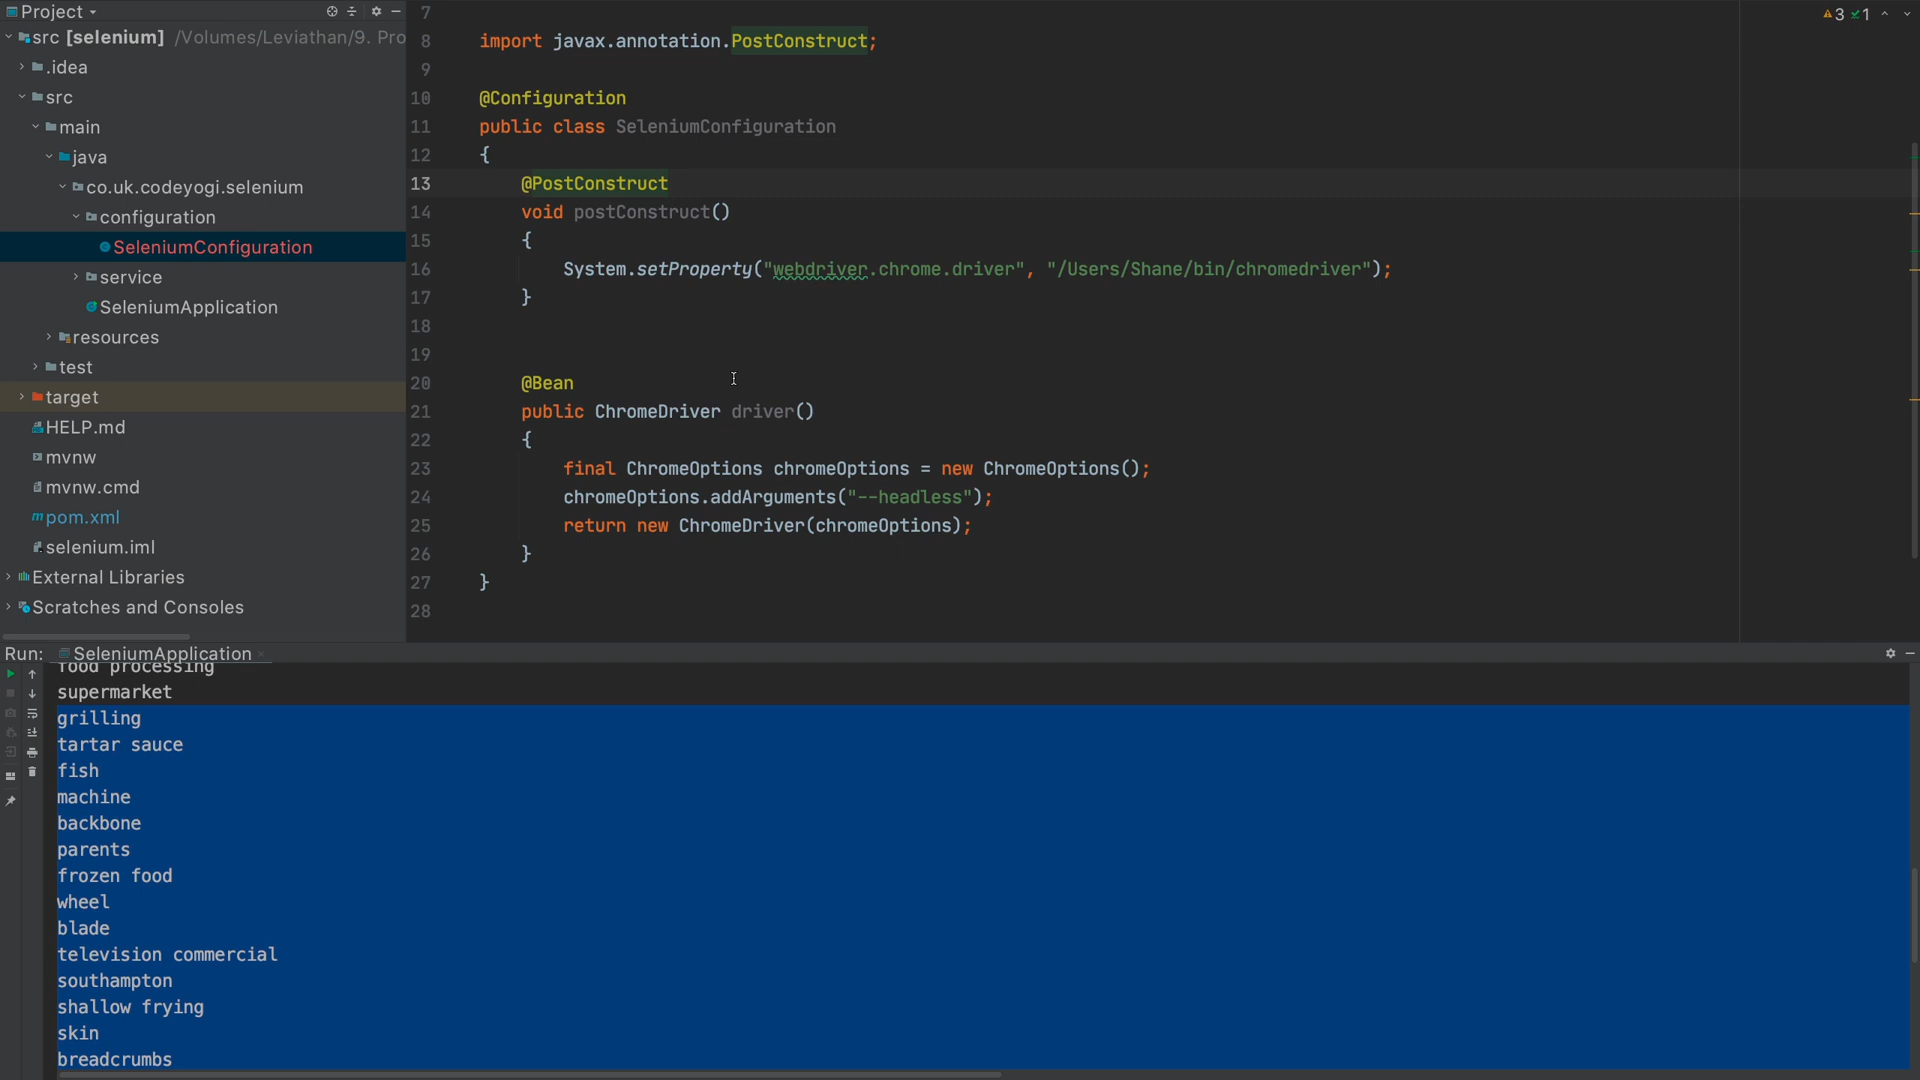 Project
src [selenium] /Volumes/Leviathan/9. Pro
.idea
src
main
java
co.uk.codeyogi.selenium
configuration
SeleniumConfiguration
service
SeleniumApplication
resources
test
target
HELP.md
mvnw
mvnw.cmd
pom.xml
selenium.iml
External Libraries
Scratches and Consoles
3 1
7
8 import javax.annotation.PostConstruct;
9
10 @Configuration
11 public class SeleniumConfiguration
12 {
13 @PostConstruct
14 void postConstruct()
15 {
16 System.setProperty("webdriver.chrome.driver", "/Users/Shane/bin/chromedriver");
17 }
18
19
20 @Bean
21 public ChromeDriver driver()
22 {
23 final ChromeOptions chromeOptions = new ChromeOptions();
24 chromeOptions.addArguments("--headless");
25 return new ChromeDriver(chromeOptions);
26 }
27 }
28
Run: SeleniumApplication
food processing
supermarket
grilling
tartar sauce
fish
machine
backbone
parents
frozen food
wheel
blade
television commercial
southampton
shallow frying
skin
breadcrumbs